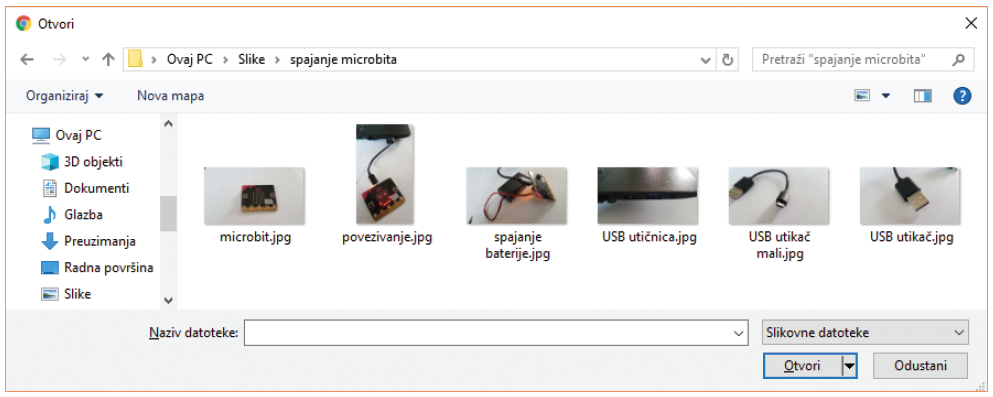 Otvori
Ovaj PC > Slike > spajanje microbita
Pretraži "spajanje microbita"
Organiziraj
Nova mapa
Ovaj PC
3D objekti
Dokumenti
Glazba
Preuzimanja
Radna površina
Slike
microbit.jpg
povezivanje.jpg
spajanje
baterije.jpg
USB utičnica.jpg
USB utikač
mali.jpg
USB utikač.jpg
Naziv datoteke:
Slikovne datoteke
Otvori
Odustani